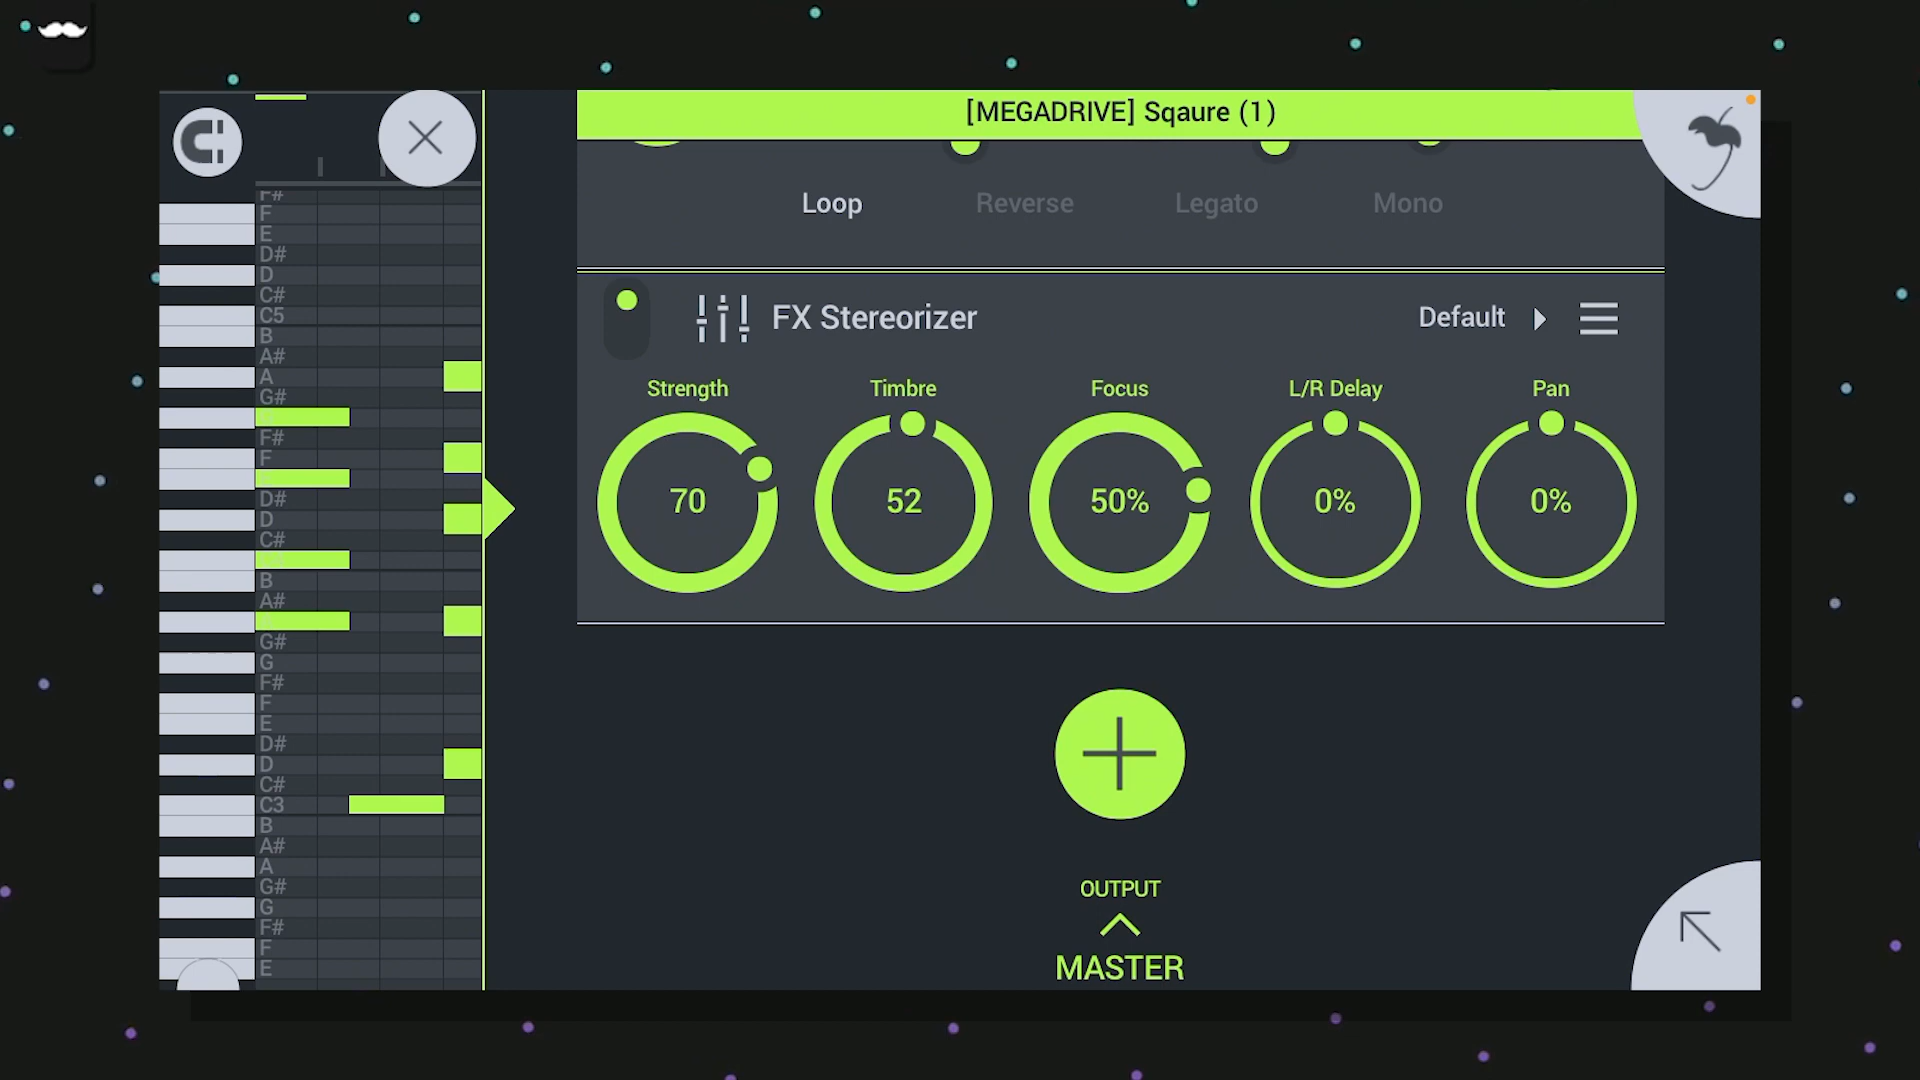 [MEGADRIVE] Sqaure (1)
Loop Reverse Legato Mono
FX Stereorizer Default
Strength Timbre Focus L/R Delay Pan
70 52 50% 0% 0%
OUTPUT
MASTER
F#
F
E
D#
D
C#
C5
B
A#
A
G#
F#
F
D#
D
C#
B
A#
G#
G
F#
F
E
D#
D
C#
C3
B
A#
A
G#
G
F#
F
E